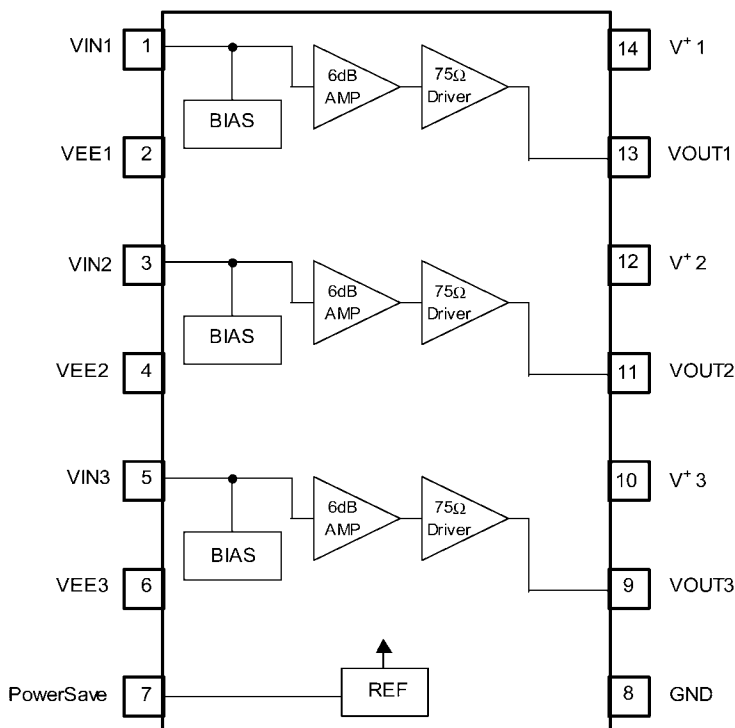 VIN1 1
14 V+1
6dB
AMP
75Ω
Driver
BIAS
VEE1 2
13 VOUT1
VIN2 3
12 V+2
6dB
AMP
75Ω
Driver
BIAS
VEE2 4
11 VOUT2
VIN3 5
10 V+3
6dB
AMP
75Ω
Driver
BIAS
VEE3 6
9 VOUT3
PowerSave 7
REF
8 GND